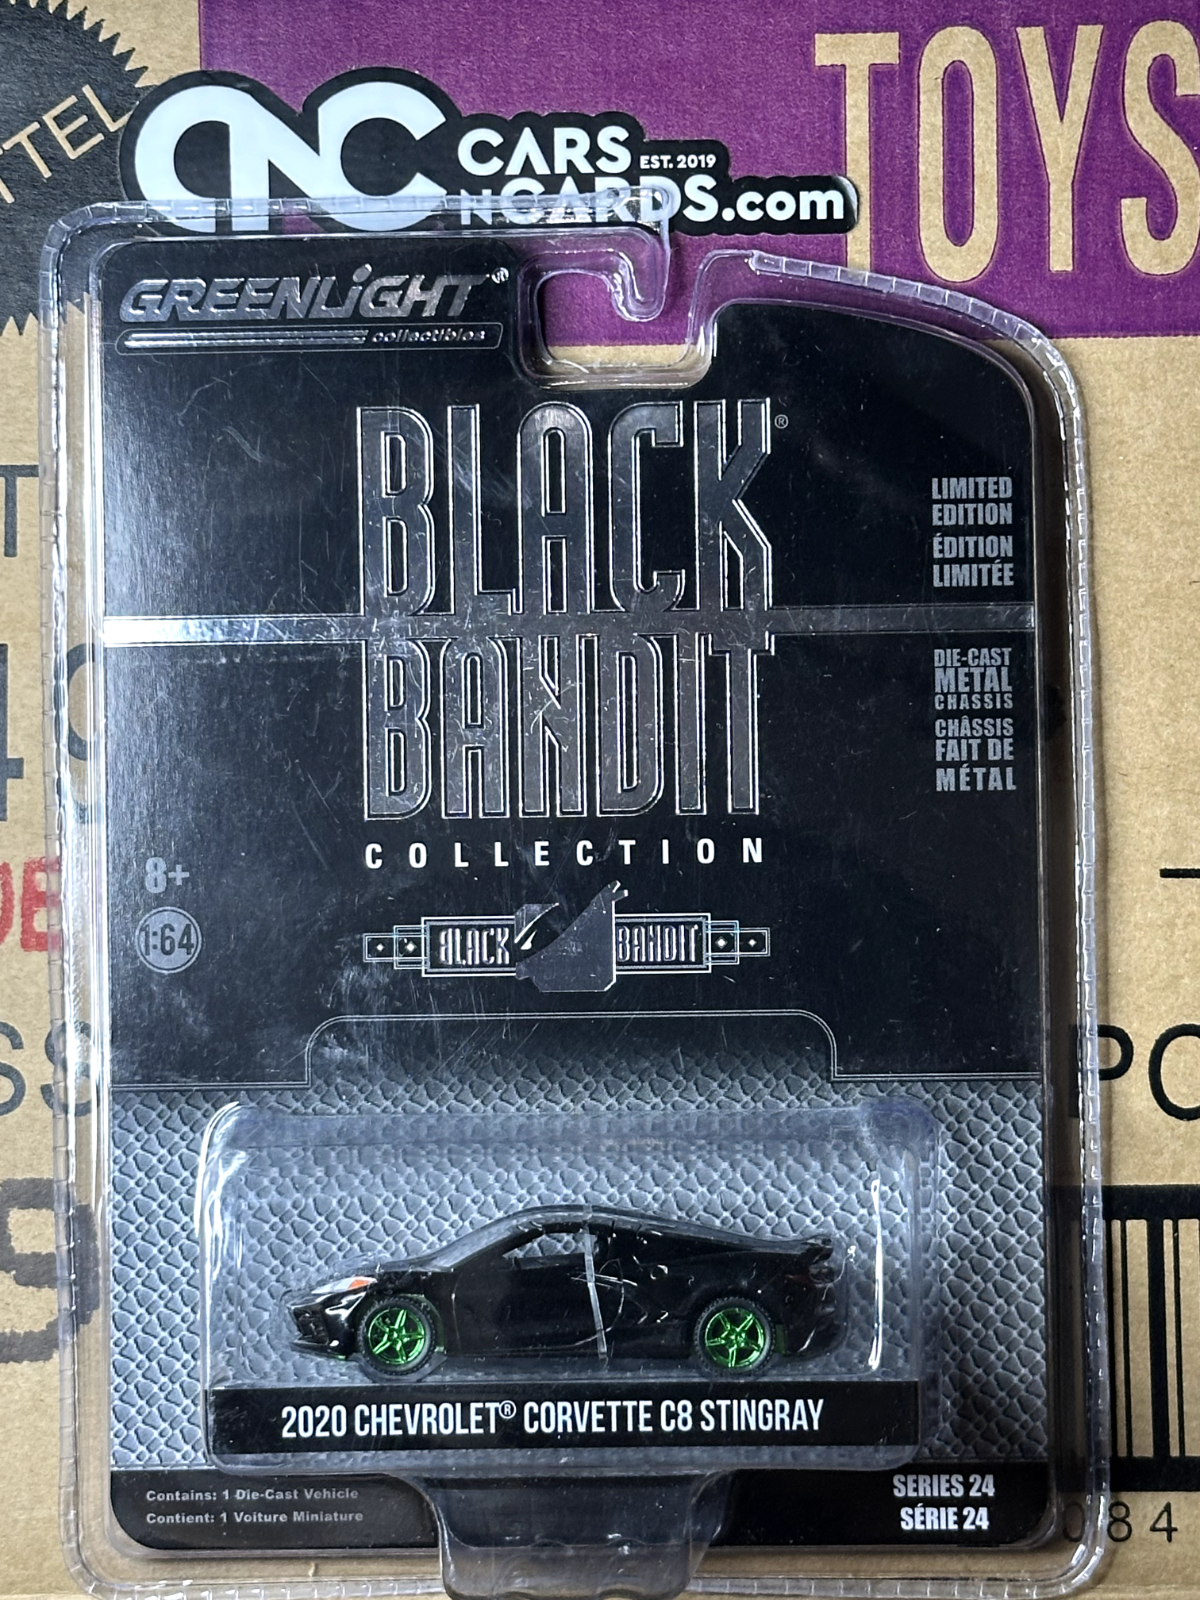 TOYS
CNC CARS EST. 2019
nCARDS.com
GREENLiGHT®
collectibles
BLACK®
BANDIT
COLLECTION
LIMITED
EDITION
ÉDITION
LIMITÉE
DIE-CAST
METAL
CHASSIS
CHÂSSIS
FAIT DE
MÉTAL
8+
1:64
BLACK BANDIT
2020 CHEVROLET® CORVETTE C8 STINGRAY
Contains: 1 Die-Cast Vehicle
Contient: 1 Voiture Miniature
SERIES 24
SÉRIE 24
084